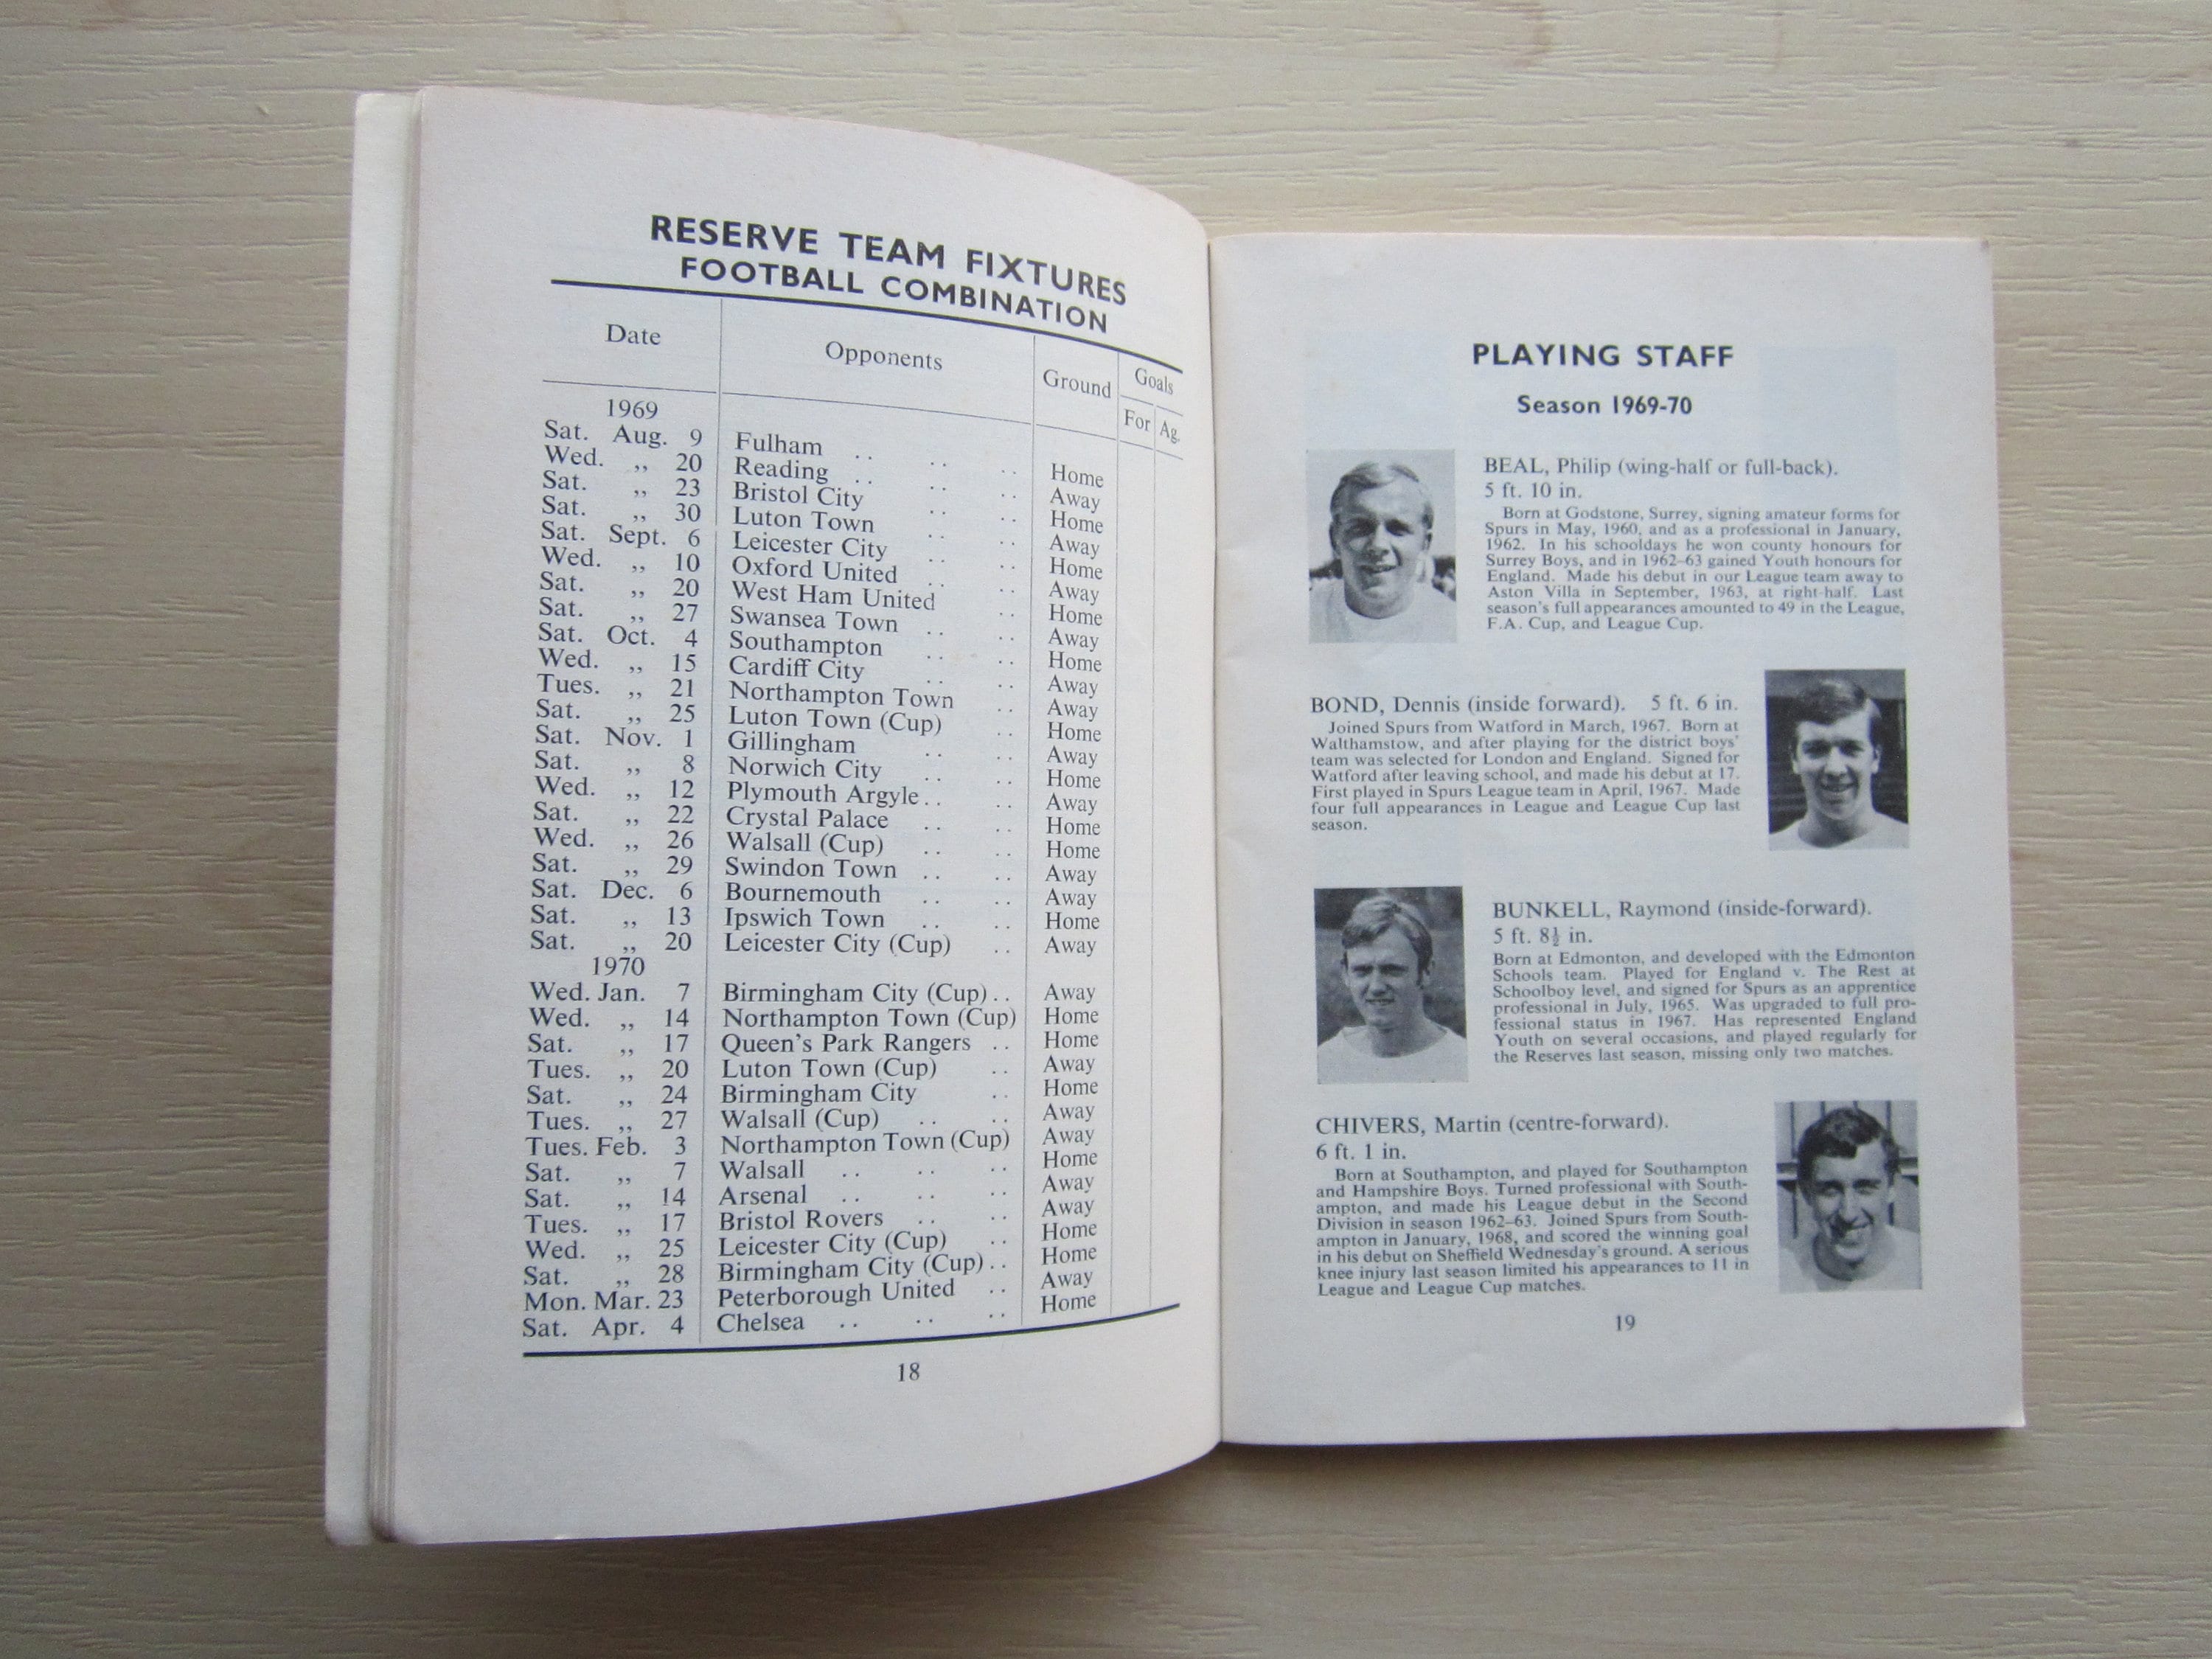 RESERVE TEAM FIXTURES
FOOTBALL COMBINATION
Date Opponents Ground Goals
For Ag.
1969
Sat. Aug. 9 Fulham .. .. .. Home
Wed. ,, 20 Reading .. .. .. Away
Sat. ,, 23 Bristol City .. .. Home
Sat. ,, 30 Luton Town .. .. Away
Sat. Sept. 6 Leicester City .. .. Home
Wed. ,, 10 Oxford United .. .. Away
Sat. ,, 20 West Ham United .. Home
Sat. ,, 27 Swansea Town .. .. Away
Sat. Oct. 4 Southampton .. .. Home
Wed. ,, 15 Cardiff City .. .. Away
Tues. ,, 21 Northampton Town .. Away
Sat. ,, 25 Luton Town (Cup) .. Home
Sat. Nov. 1 Gillingham .. .. Away
Sat. ,, 8 Norwich City .. .. Home
Wed. ,, 12 Plymouth Argyle .. .. Away
Sat. ,, 22 Crystal Palace .. .. Home
Wed. ,, 26 Walsall (Cup) .. .. Home
Sat. ,, 29 Swindon Town .. .. Away
Sat. Dec. 6 Bournemouth .. .. Away
Sat. ,, 13 Ipswich Town .. .. Home
Sat. ,, 20 Leicester City (Cup) .. Away
1970
Wed. Jan. 7 Birmingham City (Cup) .. Away
Wed. ,, 14 Northampton Town (Cup) Home
Sat. ,, 17 Queen's Park Rangers .. Home
Tues. ,, 20 Luton Town (Cup) .. Away
Sat. ,, 24 Birmingham City .. Home
Tues. ,, 27 Walsall (Cup) .. .. Away
Tues. Feb. 3 Northampton Town (Cup) Away
Sat. ,, 7 Walsall .. .. .. Home
Sat. ,, 14 Arsenal .. .. .. Away
Tues. ,, 17 Bristol Rovers .. .. Away
Wed. ,, 25 Leicester City (Cup) .. Home
Sat. ,, 28 Birmingham City (Cup) .. Home
Mon. Mar. 23 Peterborough United .. Away
Sat. Apr. 4 Chelsea .. .. .. Home
18
PLAYING STAFF
Season 1969-70
BEAL, Philip (wing-half or full-back).
5 ft. 10 in.
Born at Godstone, Surrey, signing amateur forms for
Spurs in May, 1960, and as a professional in January,
1962. In his schooldays he won county honours for
Surrey Boys, and in 1962-63 gained Youth honours for
England. Made his debut in our League team away to
Aston Villa in September, 1963, at right-half. Last
season's full appearances amounted to 49 in the League,
F.A. Cup, and League Cup.
BOND, Dennis (inside forward). 5 ft. 6 in.
Joined Spurs from Watford in March, 1967. Born at
Walthamstow, and after playing for the district boys'
team was selected for London and England. Signed for
Watford after leaving school, and made his debut at 17.
First played in Spurs League team in April, 1967. Made
four full appearances in League and League Cup last
season.
BUNKELL, Raymond (inside-forward).
5 ft. 8½ in.
Born at Edmonton, and developed with the Edmonton
Schools team. Played for England v. The Rest at
Schoolboy level, and signed for Spurs as an apprentice
professional in July, 1965. Was upgraded to full pro-
fessional status in 1967. Has represented England
Youth on several occasions, and played regularly for
the Reserves last season, missing only two matches.
CHIVERS, Martin (centre-forward).
6 ft. 1 in.
Born at Southampton, and played for Southampton
and Hampshire Boys. Turned professional with South-
ampton, and made his League debut in the Second
Division in season 1962-63. Joined Spurs from South-
ampton in January, 1968, and scored the winning goal
in his debut on Sheffield Wednesday's ground. A serious
knee injury last season limited his appearances to 11 in
League and League Cup matches.
19